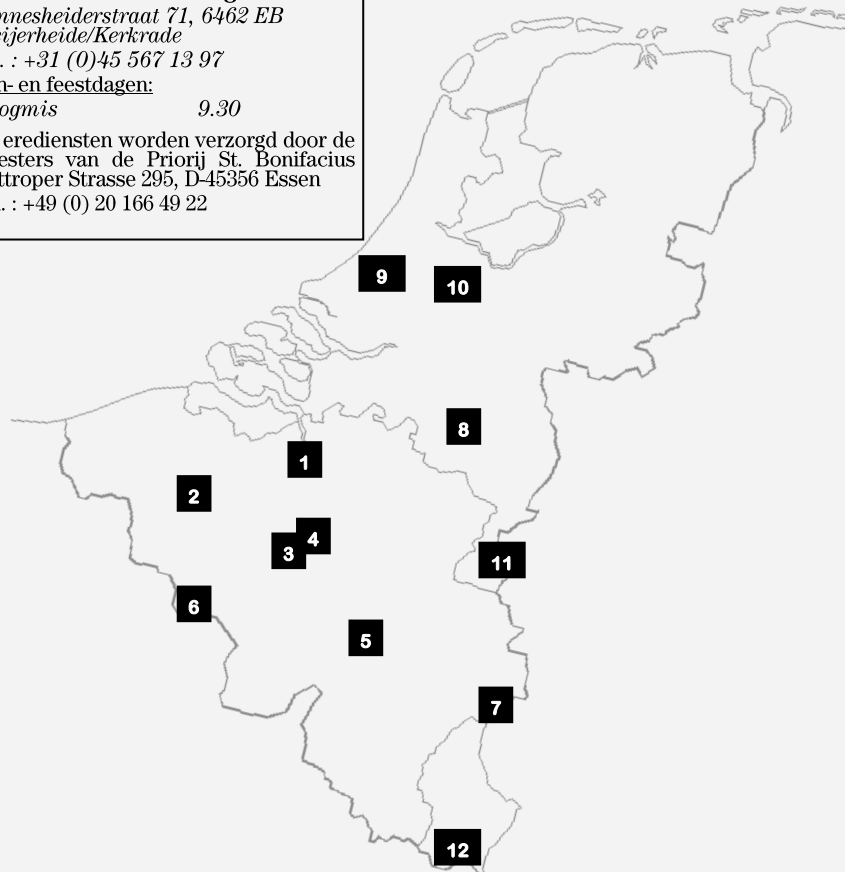 nnesheiderstraat 71, 6462 EB
eijerheide/Kerkrade
. : +31 (0)45 567 13 97
n- en feestdagen:
ogmis 9.30
erediensten worden verzorgd door de
esters van de Priorij St. Bonifacius
ttroper Strasse 295, D-45356 Essen
. : +49 (0) 20 166 49 22
9
10
8
1
2
4
3
11
6
5
7
12